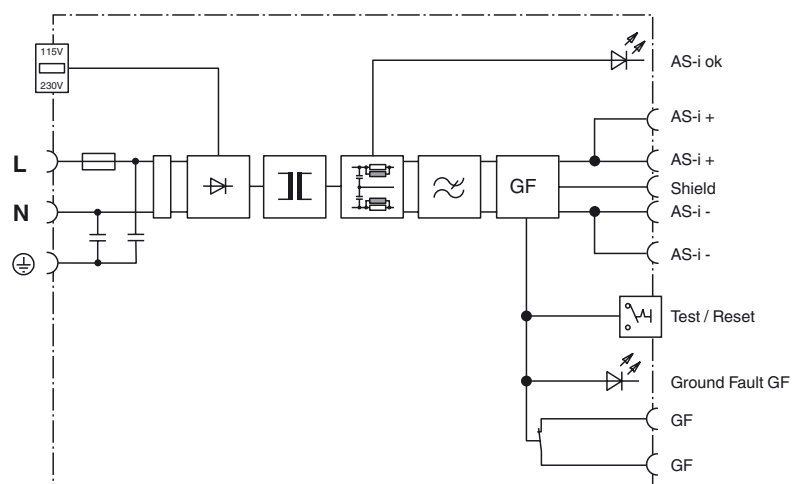 115V
230V
AS-i ok
AS-i +
L
AS-i +
GF
Shield
N
AS-i -
AS-i -
Test / Reset
Ground Fault GF
GF
GF